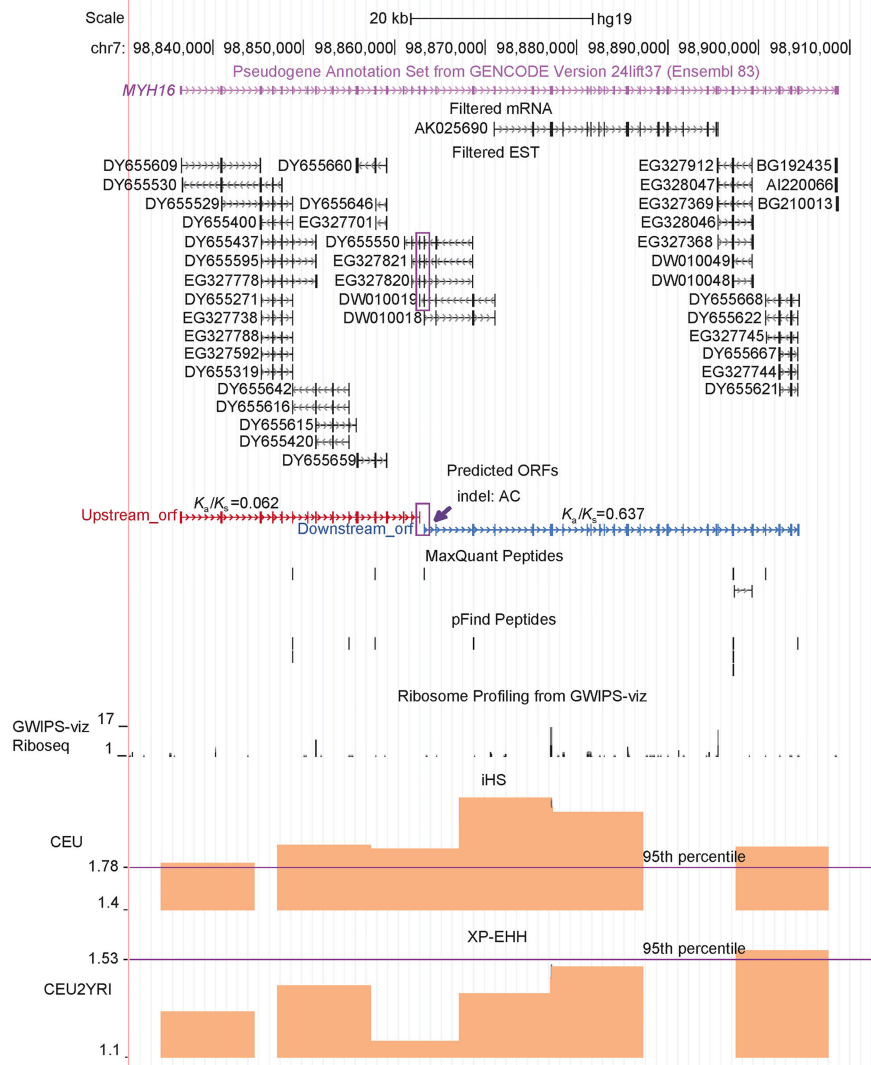 Scale 20 kb hg19
chr7: 98,840,000 98,850,000 98,860,000 98,870,000 98,880,000 98,890,000 98,900,000 98,910,000
Pseudogene Annotation Set from GENCODE Version 24lift37 (Ensembl 83)
MYH16
Filtered mRNA
AK025690
Filtered EST
DY655609 DY655660 EG327912 BG192435
DY655530 EG328047 AI220066
DY655529 DY655646 EG327369 BG210013
DY655400 EG327701 EG328046
DY655437 DY655550 EG327368
DY655595 EG327821 DW010049
EG327778 EG327820 DW010048
DY655271 DW010019 DY655668
EG327738 DW010018 DY655622
EG327788 EG327745
EG327592 DY655667
DY655319 EG327744
DY655642 DY655621
DY655616
DY655615
DY655420
DY655659
Predicted ORFs
indel: AC
Ka/Ks=0.062 Ka/Ks=0.637
Upstream_orf
Downstream_orf
MaxQuant Peptides
pFind Peptides
Ribosome Profiling from GWIPS-viz
GWIPS-viz 17
Riboseq 1
iHS
CEU
95th percentile
1.78
1.4
XP-EHH
95th percentile
1.53
CEU2YRI
1.1